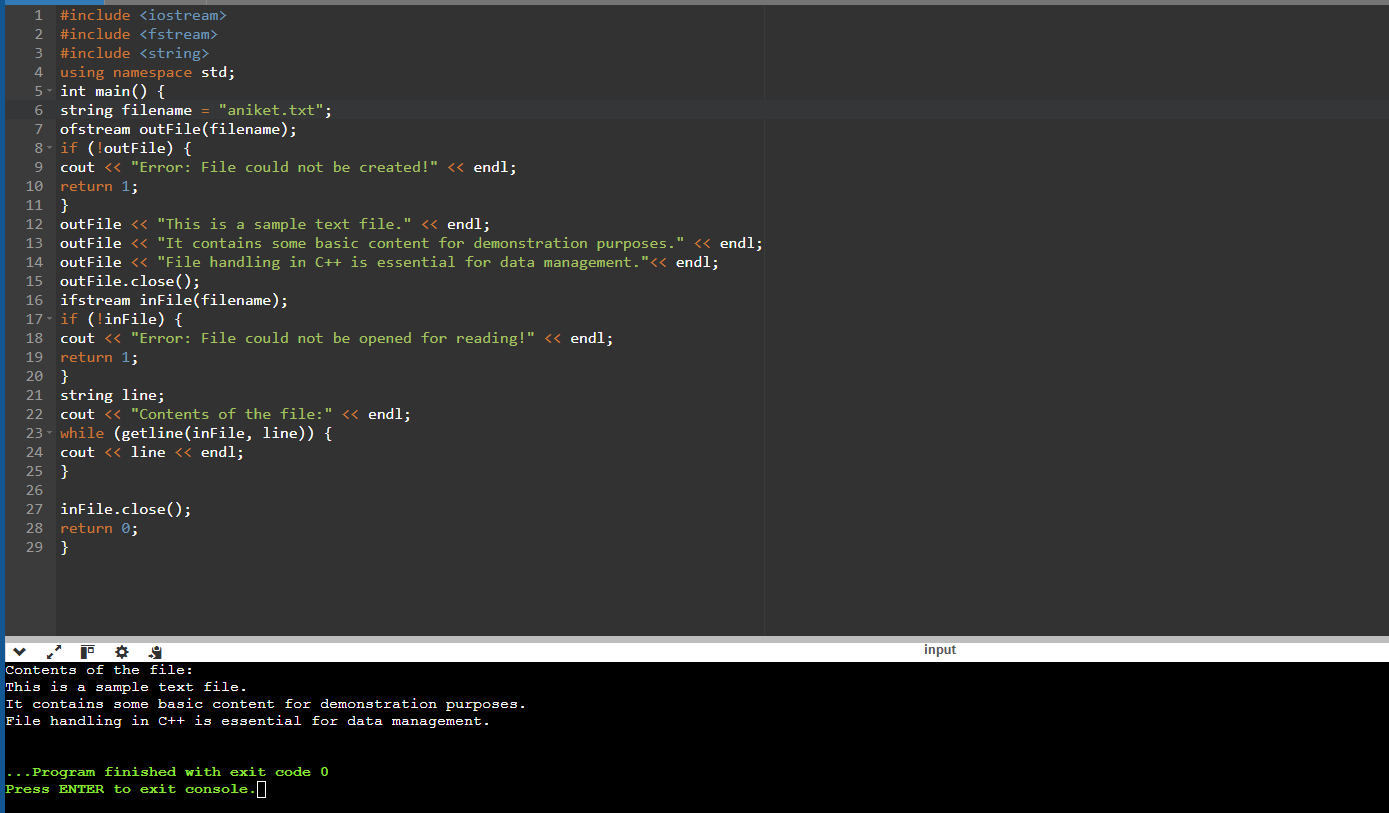 1 #include <iostream>
2 #include <fstream>
3 #include <string>
4 using namespace std;
5 int main() {
6 string filename = "aniket.txt";
7 ofstream outFile(filename);
8 if (!outFile) {
9 cout << "Error: File could not be created!" << endl;
10 return 1;
11 }
12 outFile << "This is a sample text file." << endl;
13 outFile << "It contains some basic content for demonstration purposes." << endl;
14 outFile << "File handling in C++ is essential for data management."<< endl;
15 outFile.close();
16 ifstream inFile(filename);
17 if (!inFile) {
18 cout << "Error: File could not be opened for reading!" << endl;
19 return 1;
20 }
21 string line;
22 cout << "Contents of the file:" << endl;
23 while (getline(inFile, line)) {
24 cout << line << endl;
25 }
26
27 inFile.close();
28 return 0;
29 }
input
Contents of the file:
This is a sample text file.
It contains some basic content for demonstration purposes.
File handling in C++ is essential for data management.
...Program finished with exit code 0
Press ENTER to exit console.